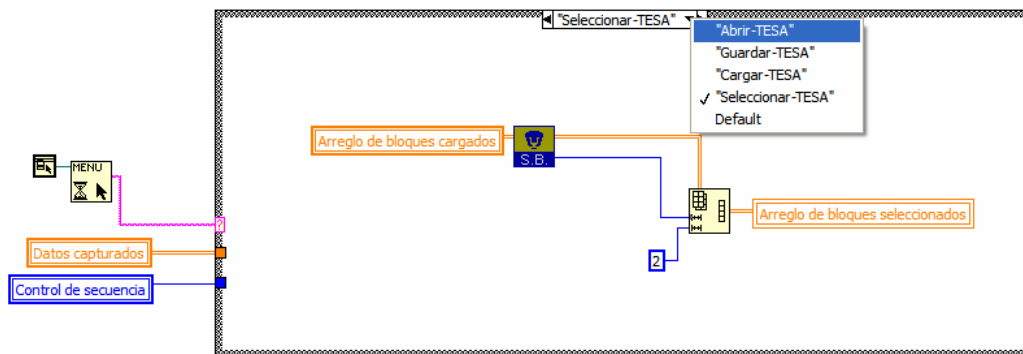 "Seleccionar-TESA"
"Abrir-TESA"
"Guardar-TESA"
"Cargar-TESA"
"Seleccionar-TESA"
Default
Arreglo de bloques cargados
S.B.
MENU
?
Arreglo de bloques seleccionados
Datos capturados
2
Control de secuencia